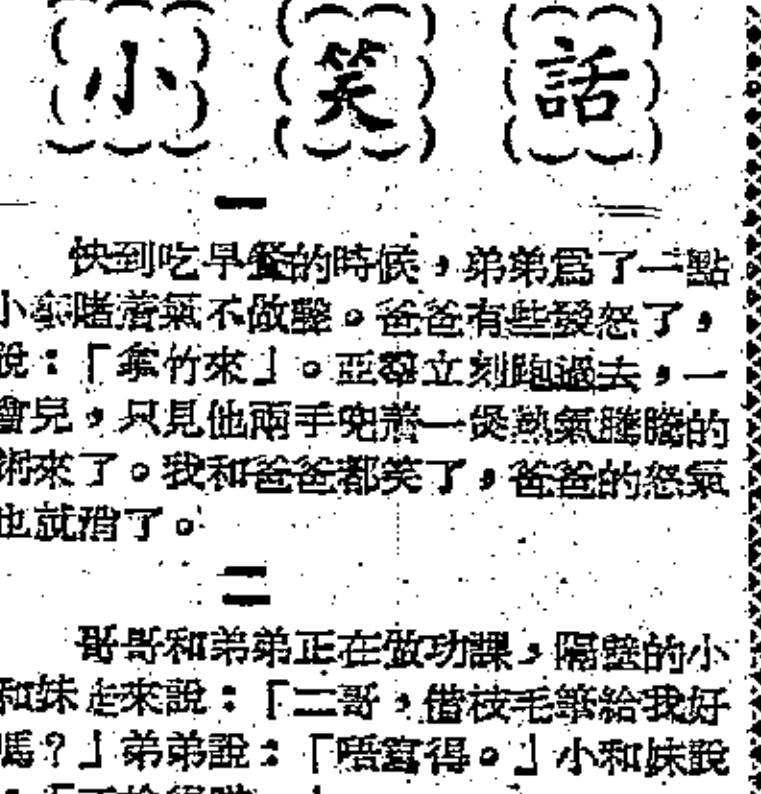 小笑話
一
快到吃早餐的時候，弟弟爲了一點
小事賭着氣不做聲。爸爸有些發怒了，
說：「拿竹來」。亞羣立刻跑過去，一
會兒，只見他兩手兜着一煲熱氣騰騰的
粥來了。我和爸爸都笑了，爸爸的怒氣
也就消了。
二
哥哥和弟弟正在做功課，隔壁的小
和妹走來說：「二哥，借枝毛筆給我好
嗎？」弟弟說：「唔寫得。」小和妹說